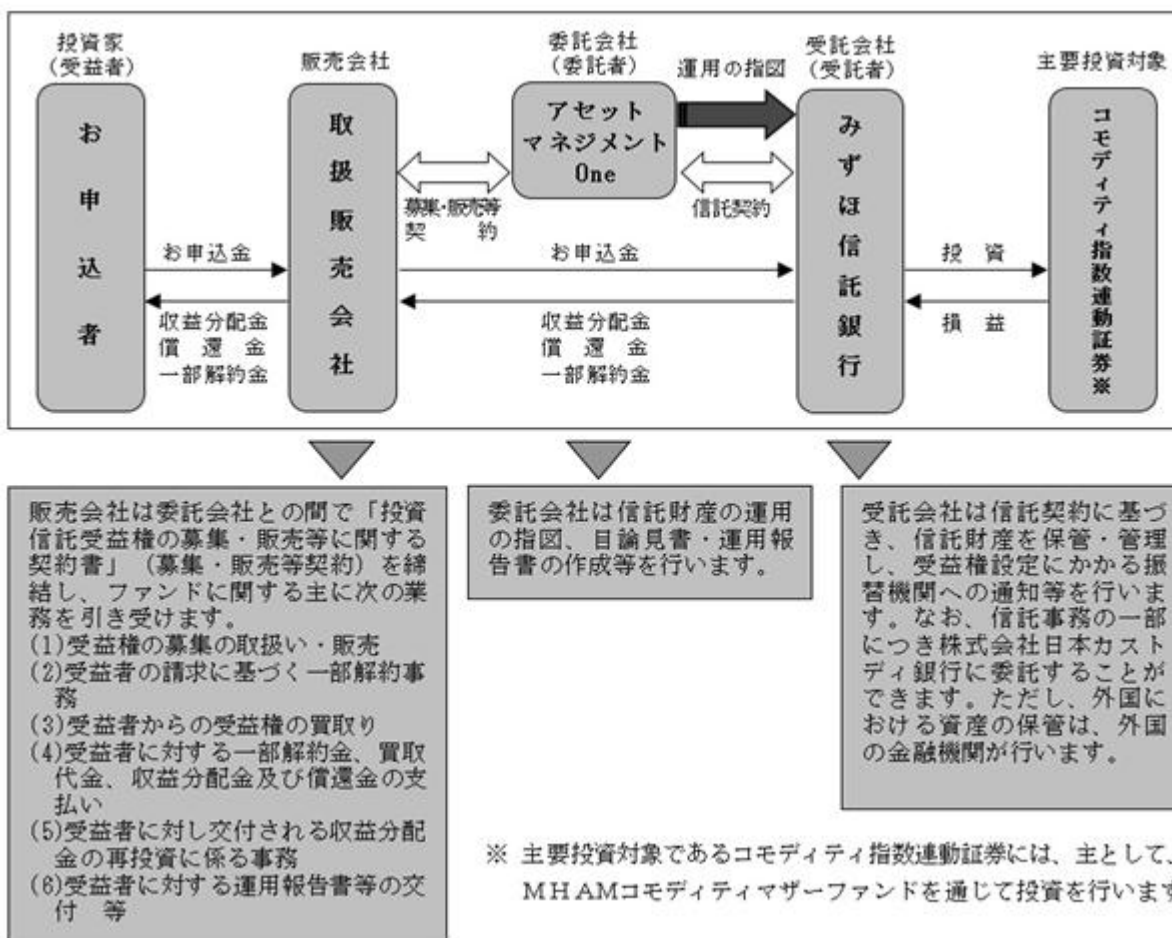 投資家
（受益者）
販売会社
委託会社
（委託者）
運用の指図
受託会社
（受託者）
主要投資対象
お申込者
取扱販売会社
アセット
マネジメント
One
みずほ信託銀行
コモディティ指数連動証券※
募集・販売等
契 約
信託契約
お申込金
収益分配金
償 還 金
一部解約金
お申込金
収益分配金
償 還 金
一部解約金
投 資
損 益
販売会社は委託会社との間で「投資
信託受益権の募集・販売等に関する
契約書」（募集・販売等契約）を締
結し、ファンドに関する主に次の業
務を引き受けます。
(1)受益権の募集の取扱い・販売
(2)受益者の請求に基づく一部解約事
務
(3)受益者からの受益権の買取り
(4)受益者に対する一部解約金、買取
代金、収益分配金及び償還金の支
払い
(5)受益者に対し交付される収益分配
金の再投資に係る事務
(6)受益者に対する運用報告書等の交
付 等
委託会社は信託財産の運用
の指図、目論見書・運用報
告書の作成等を行います。
受託会社は信託契約に基づ
き、信託財産を保管・管理
し、受益権設定にかかる振
替機関への通知等を行いま
す。なお、信託事務の一部
につき株式会社日本カスト
ディ銀行に委託することが
できます。ただし、外国に
おける資産の保管は、外国
の金融機関が行います。
※ 主要投資対象であるコモディティ指数連動証券には、主として、
ＭＨＡＭコモディティマザーファンドを通じて投資を行います